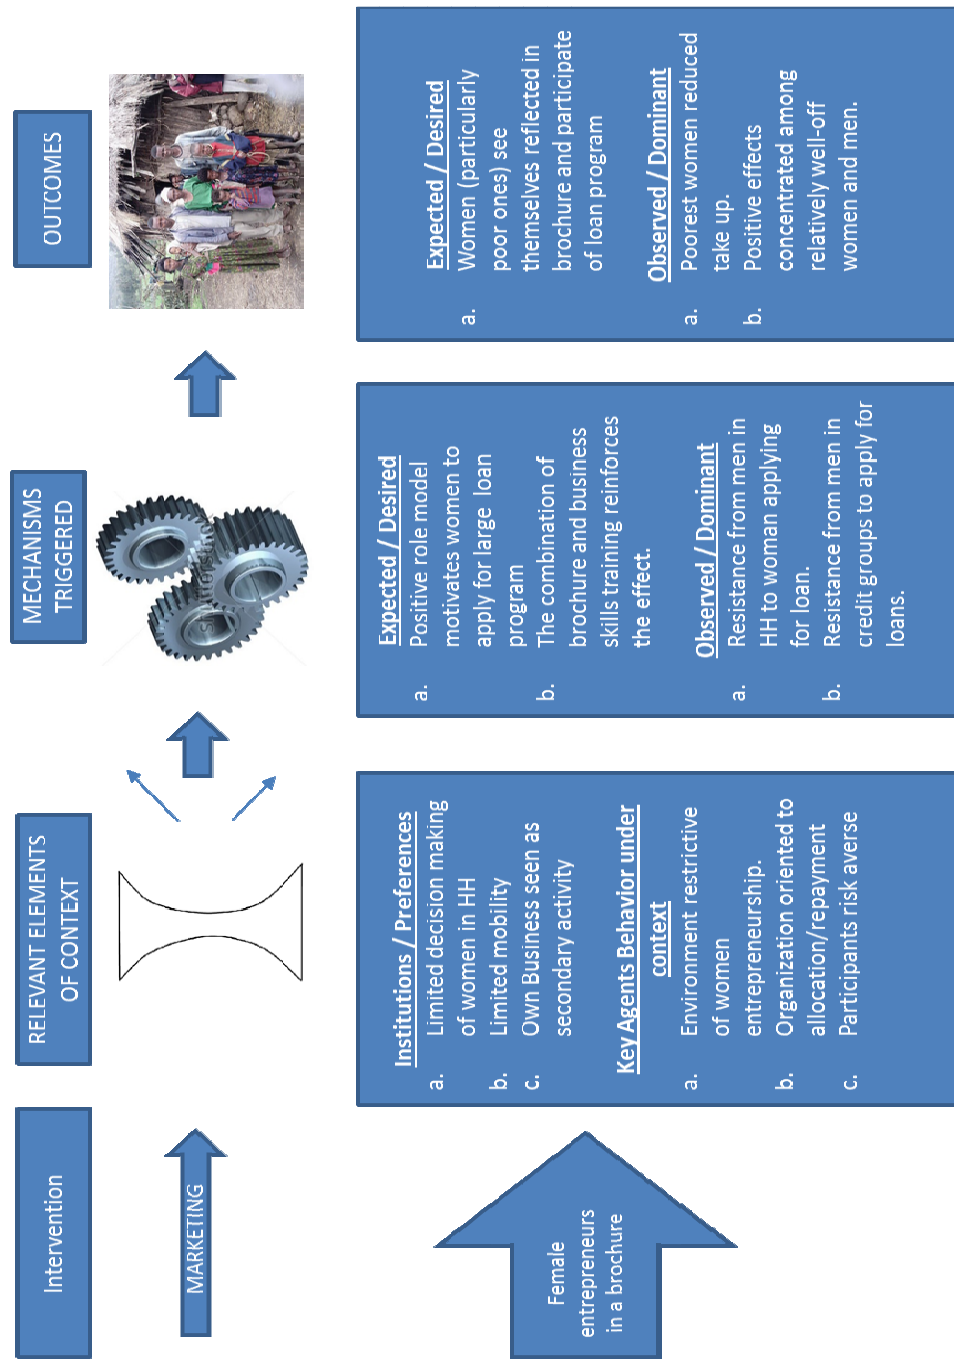 Intervention
RELEVANT ELEMENTS
OF CONTEXT
MECHANISMS
TRIGGERED
OUTCOMES
MARKETING
Female
entrepreneurs
in a brochure
Institutions / Preferences
a. Limited decision making
of women in HH
b. Limited mobility
c. Own Business seen as
secondary activity
Key Agents Behavior under
context
a. Environment restrictive
of women
entrepreneurship.
b. Organization oriented to
allocation/repayment
c. Participants risk averse
Expected / Desired
a. Positive role model
motivates women to
apply for large loan
program
b. The combination of
brochure and business
skills training reinforces
the effect.
Observed / Dominant
a. Resistance from men in
HH to woman applying
for loan.
b. Resistance from men in
credit groups to apply for
loans.
Expected / Desired
a. Women (particularly
poor ones) see
themselves reflected in
brochure and participate
of loan program
Observed / Dominant
a. Poorest women reduced
take up.
b. Positive effects
concentrated among
relatively well-off
women and men.